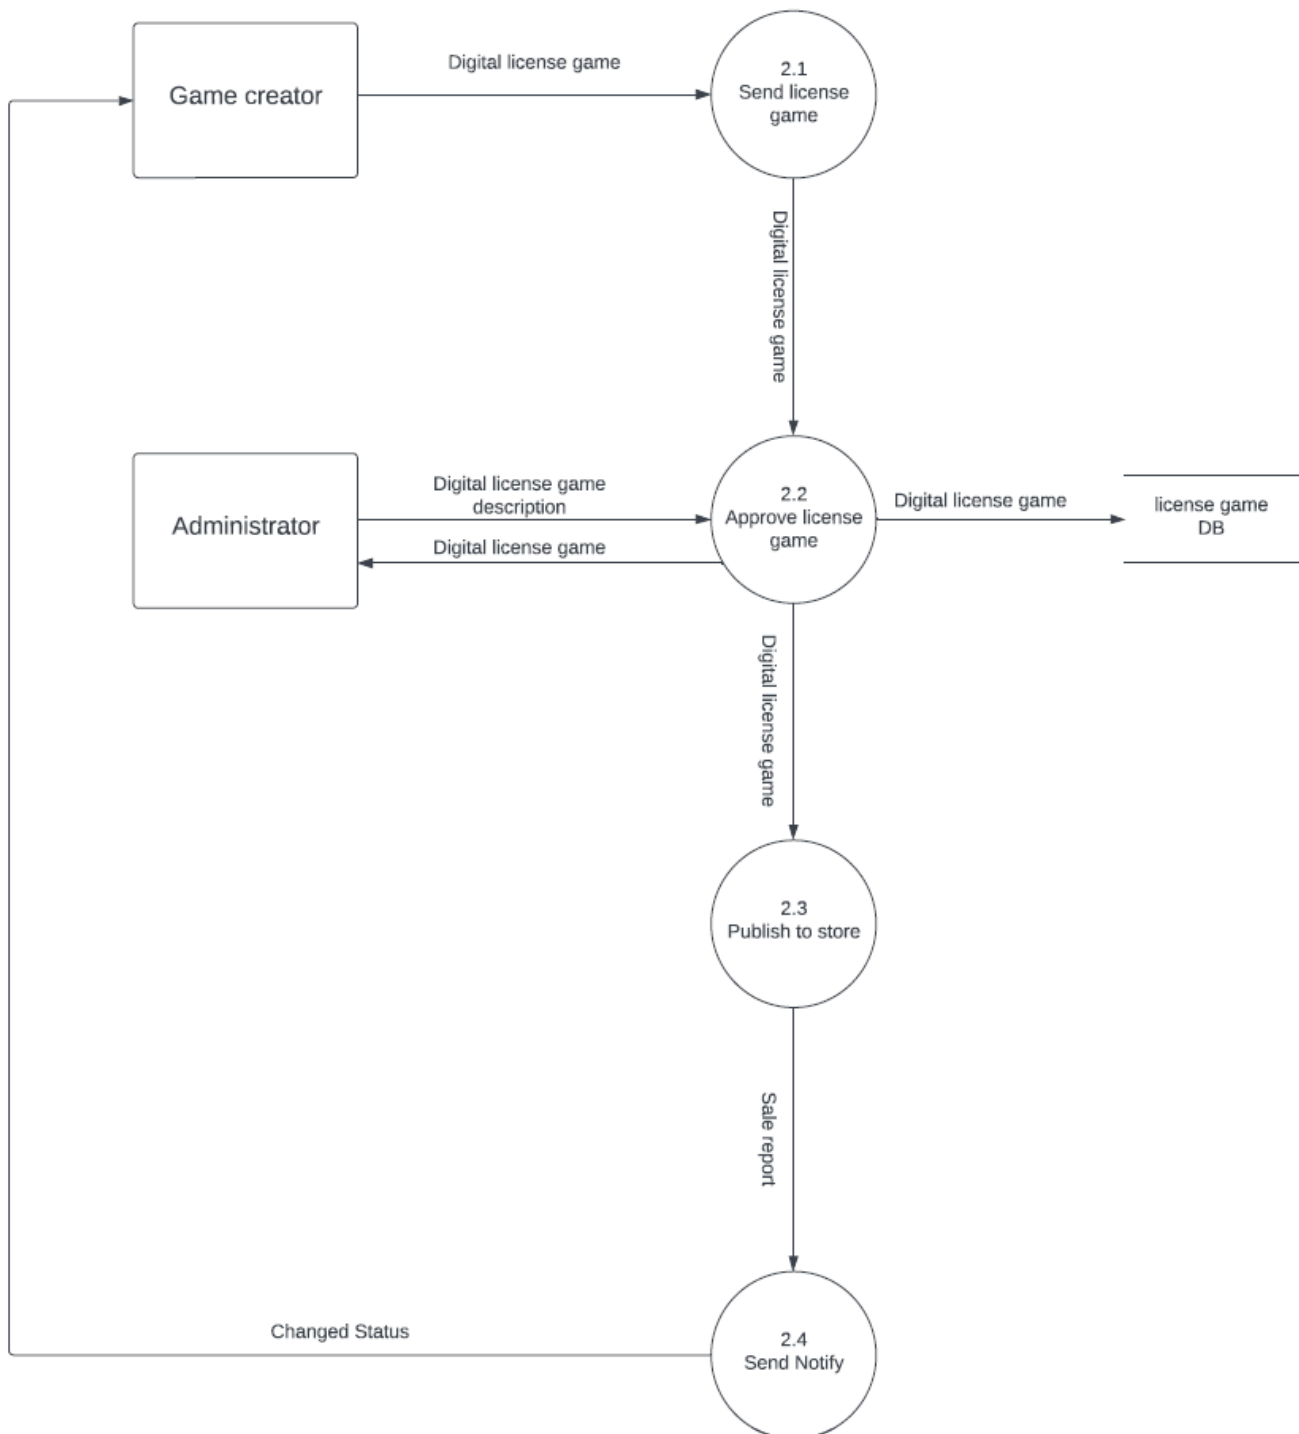 Game creator
Digital license game
2.1
Send license
game
Digital license game
Administrator
Digital license game
description
Digital license game
2.2
Approve license
game
Digital license game
license game
DB
Digital license game
2.3
Publish to store
Sale report
Changed Status
2.4
Send Notify